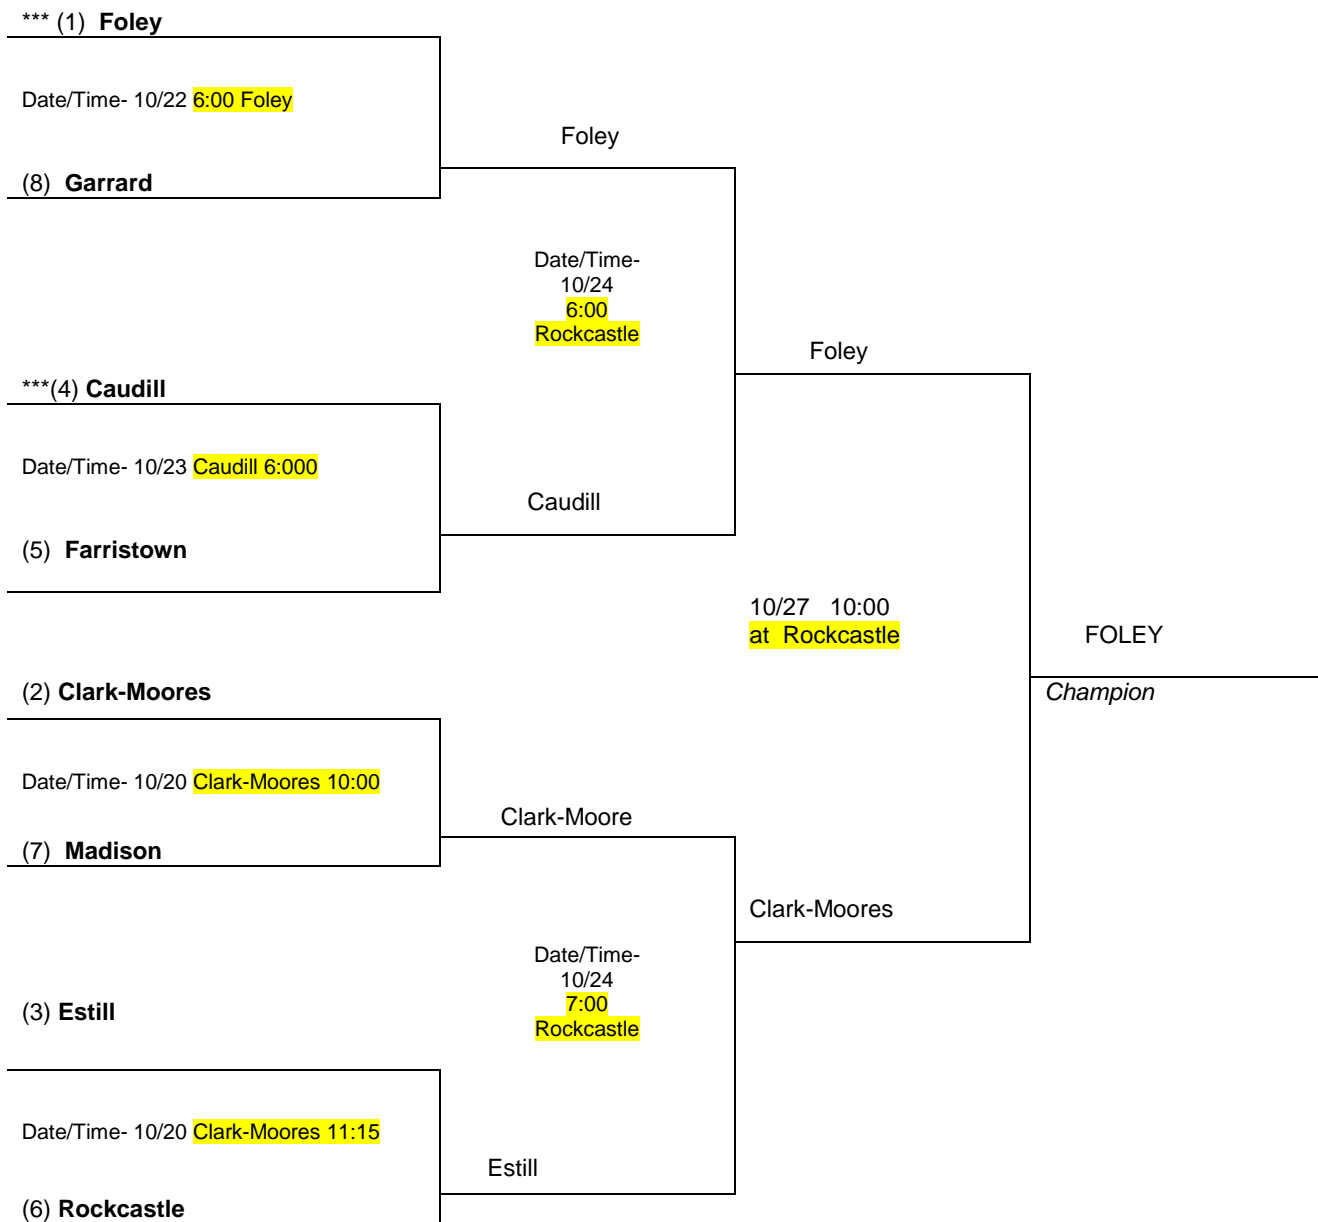 *** (1) Foley
Date/Time- 10/22 6:00 Foley
Foley
(8) Garrard
Date/Time-
10/24
6:00
Rockcastle
Foley
***(4) Caudill
Date/Time- 10/23 Caudill 6:000
Caudill
(5) Farristown
10/27 10:00
at Rockcastle
FOLEY
(2) Clark-Moores
Champion
Date/Time- 10/20 Clark-Moores 10:00
Clark-Moore
(7) Madison
Clark-Moores
Date/Time-
10/24
7:00
Rockcastle
(3) Estill
Date/Time- 10/20 Clark-Moores 11:15
Estill
(6) Rockcastle